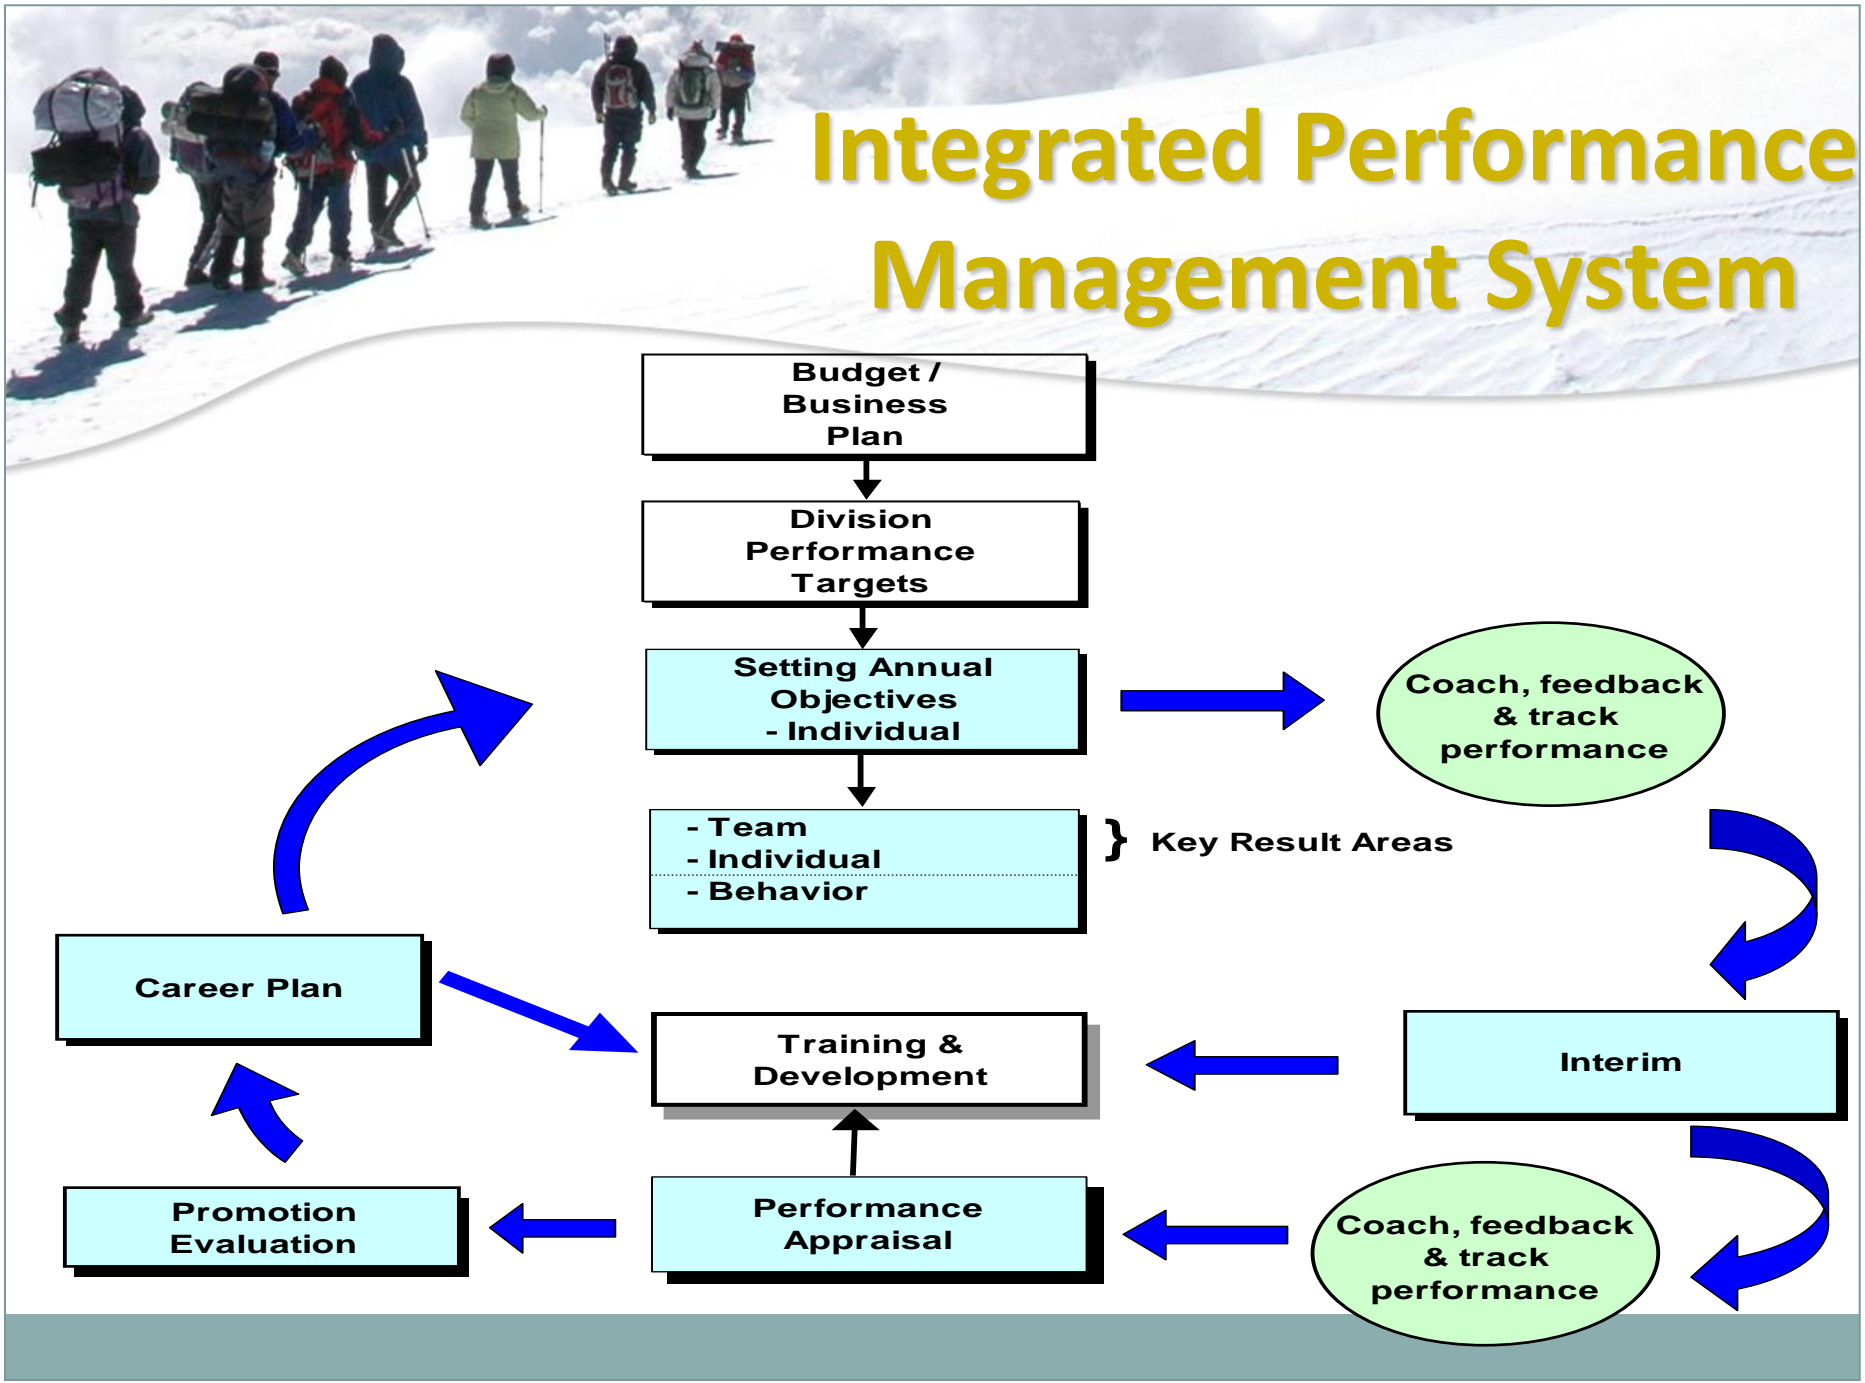 Integrated Performance
Management System
Budget /
Business
Plan
Division
Performance
Targets
Setting Annual
Objectives
- Individual
Coach, feedback
& track
performance
- Team
- Individual
- Behavior
} Key Result Areas
Career Plan
Training &
Development
Interim
Promotion
Evaluation
Performance
Appraisal
Coach, feedback
& track
performance